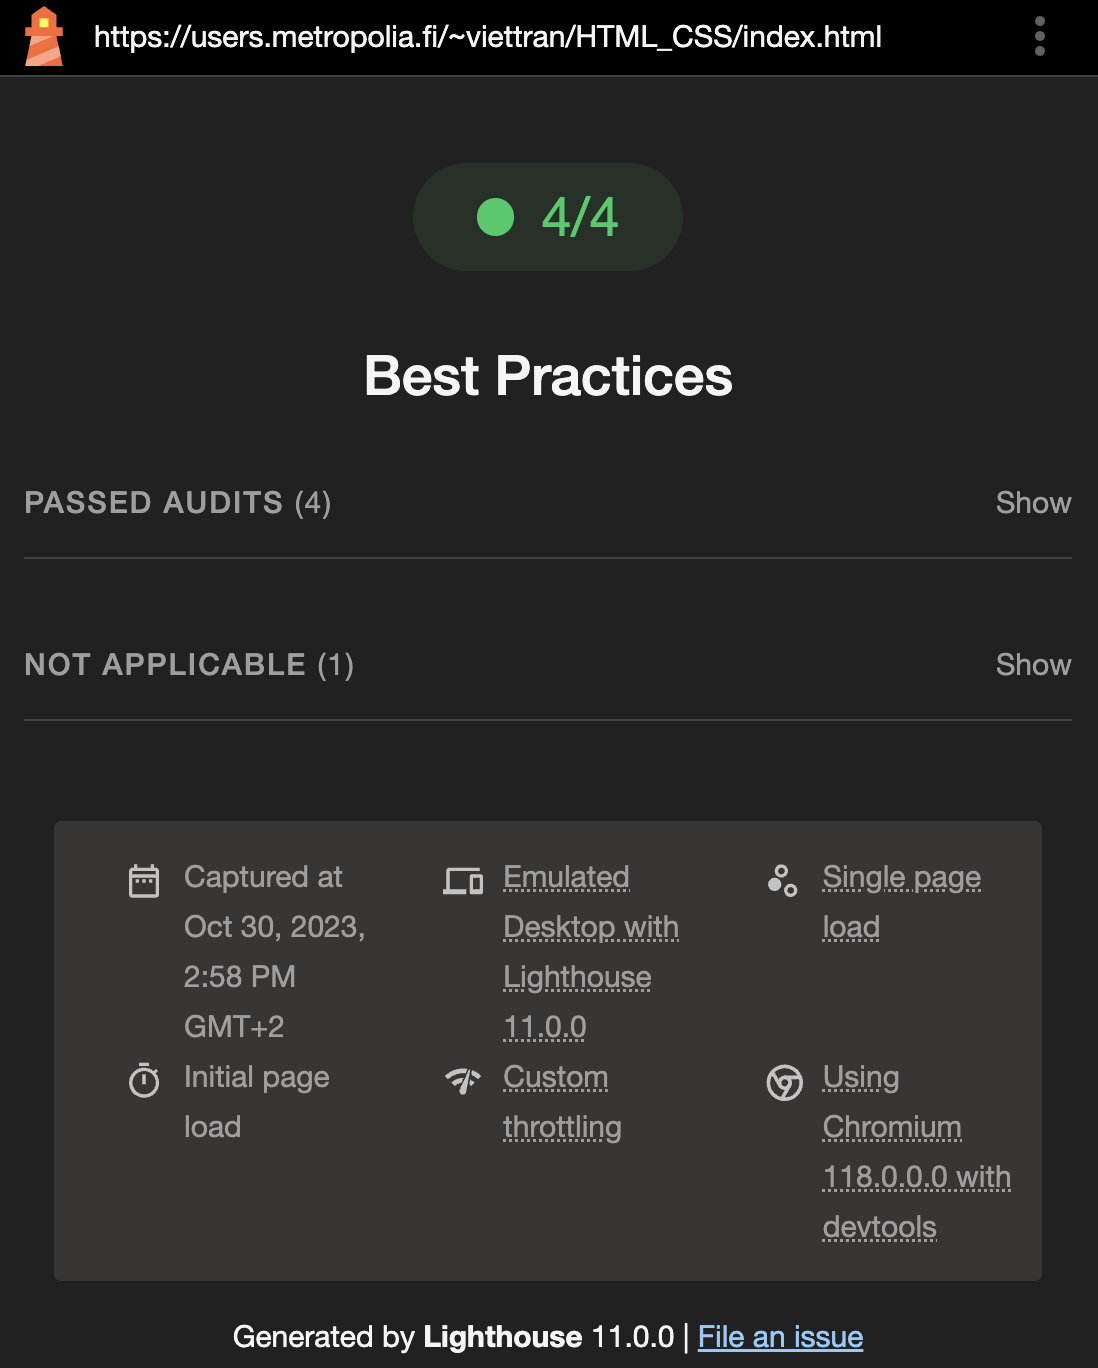 https://users.metropolia.fi/~viettran/HTML_CSS/index.html
4/4
Best Practices
PASSED AUDITS (4) Show
NOT APPLICABLE (1) Show
Captured at
Oct 30, 2023,
2:58 PM
GMT+2
Emulated
Desktop with
Lighthouse
11.0.0
Single page
load
Initial page
load
Custom
throttling
Using
Chromium
118.0.0.0 with
devtools
Generated by Lighthouse 11.0.0 | File an issue